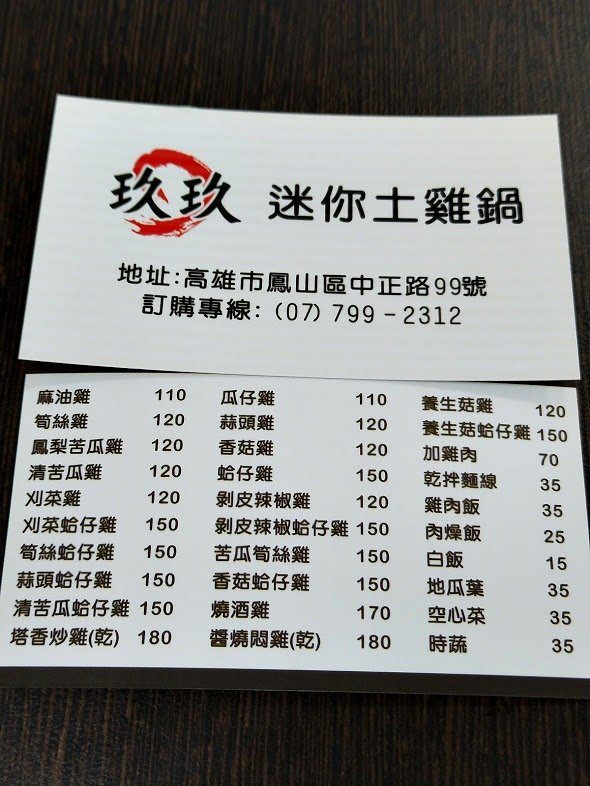 玖玖 迷你土雞鍋
地址:高雄市鳳山區中正路99號
訂購專線: (07) 799-2312
麻油雞 110
筍絲雞 120
鳳梨苦瓜雞 120
清苦瓜雞 120
刈菜雞 120
刈菜蛤仔雞 150
筍絲蛤仔雞 150
蒜頭蛤仔雞 150
清苦瓜蛤仔雞 150
塔香炒雞(乾) 180
瓜仔雞 110
蒜頭雞 120
香菇雞 120
蛤仔雞 150
剝皮辣椒雞 120
剝皮辣椒蛤仔雞 150
苦瓜筍絲雞 150
香菇蛤仔雞 150
燒酒雞 170
醬燒悶雞(乾) 180
養生菇雞 120
養生菇蛤仔雞 150
加雞肉 70
乾拌麵線 35
雞肉飯 35
肉燥飯 25
白飯 15
地瓜葉 35
空心菜 35
時蔬 35